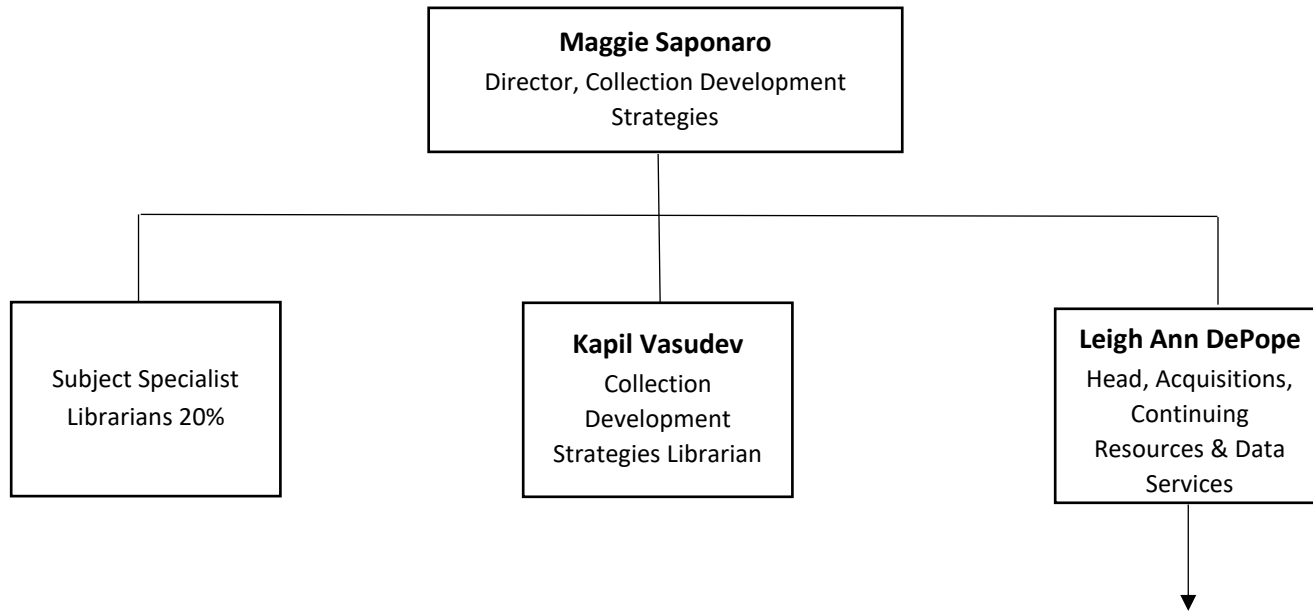 Maggie Saponaro
Director, Collection Development
Strategies
Subject Specialist
Librarians 20%
Kapil Vasudev
Collection
Development
Strategies Librarian
Leigh Ann DePope
Head, Acquisitions,
Continuing
Resources & Data
Services